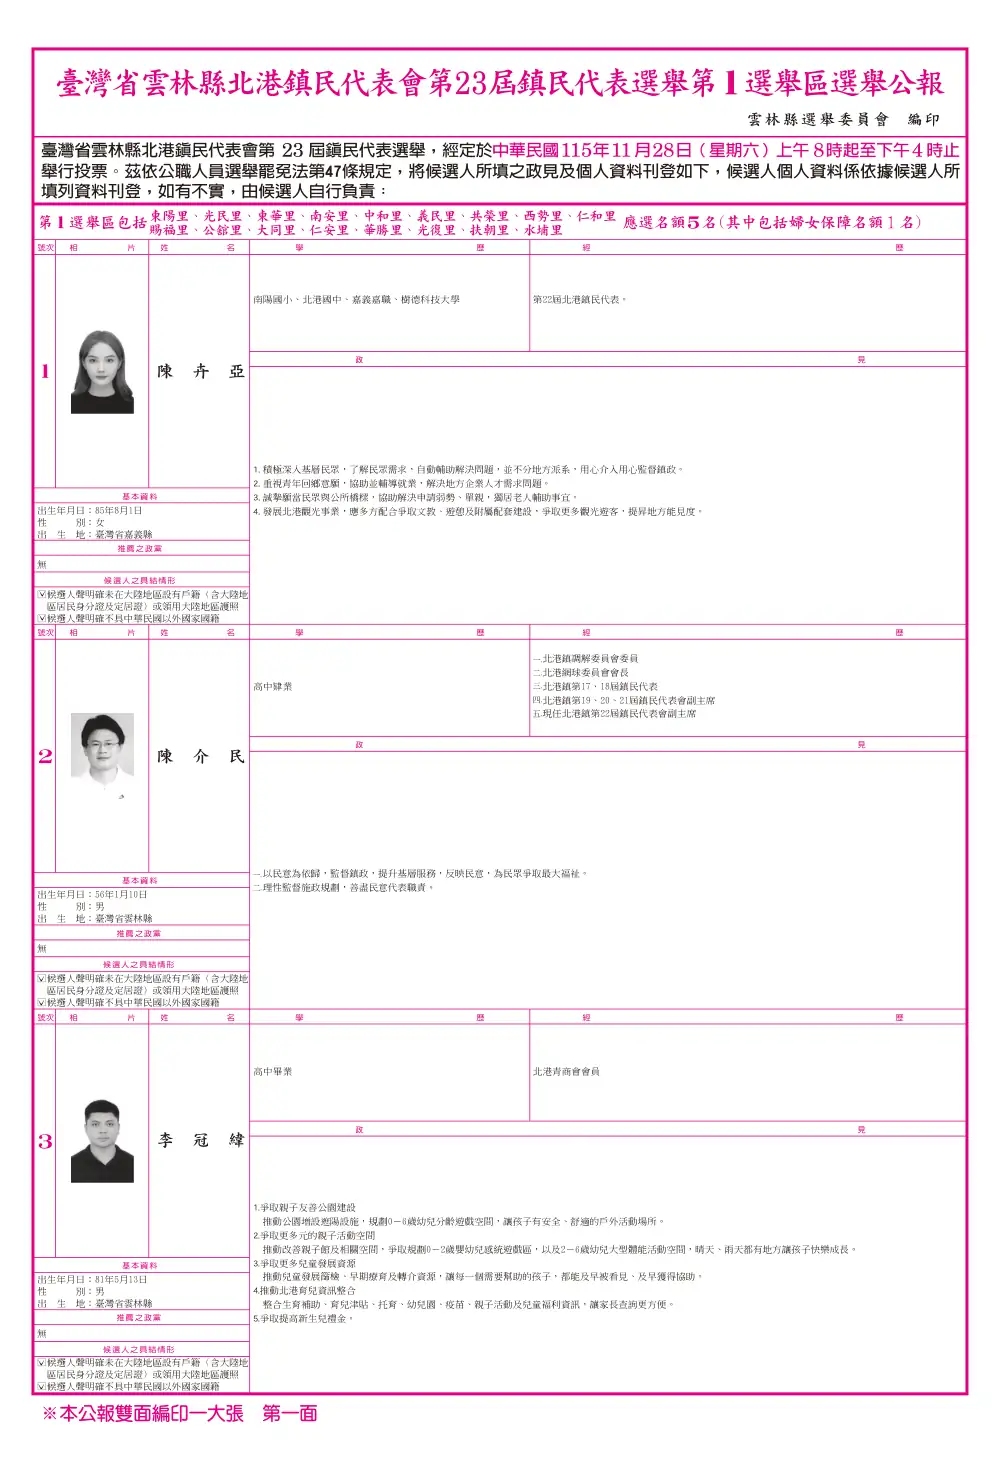 臺灣省雲林縣北港鎮民代表會第23屆鎮民代表選舉第1選舉區選舉公報
雲林縣選舉委員會 編印
臺灣省雲林縣北港鎮民代表會第 23 屆鎮民代表選舉，經定於中華民國115年11月28日（星期六）上午8時起至下午4時止
舉行投票。茲依公職人員選舉罷免法第47條規定，將候選人所填之政見及個人資料刊登如下，候選人個人資料係依據候選人所
填列資料刊登，如有不實，由候選人自行負責：
第1選舉區包括
東陽里、光民里、東華里、南安里、中和里、義民里、共榮里、西勢里、仁和里
賜福里、公館里、大同里、仁安里、華勝里、光復里、扶朝里、水埔里
應選名額5名(其中包括婦女保障名額1名)
號次 相片 姓名 學歷 經歷
1
陳卉亞
南陽國小、北港國中、嘉義嘉職、樹德科技大學
第22屆北港鎮民代表。
政見
1. 積極深入基層民眾，了解民眾需求，自動輔助解決問題，並不分地方派系，用心介入用心監督鎮政。
2. 重視青年回鄉意願，協助並輔導就業，解決地方企業人才需求問題。
3. 誠摯願當民眾與公所橋樑，協助解決申請弱勢、單親，獨居老人輔助事宜。
4. 發展北港觀光事業，應多方配合爭取文教、遊憩及附屬配套建設，爭取更多觀光遊客，提昇地方能見度。
基本資料
出生年月日：85年8月1日
性別：女
出生地：臺灣省嘉義縣
推薦之政黨
無
候選人之具結情形
☑候選人聲明確未在大陸地區設有戶籍（含大陸地
區居民身分證及定居證）或領用大陸地區護照
☑候選人聲明確不具中華民國以外國家國籍
號次 相片 姓名 學歷 經歷
2
陳介民
高中肄業
一.北港鎮調解委員會委員
二.北港網球委員會會長
三.北港鎮第17、18屆鎮民代表
四.北港鎮第19、20、21屆鎮民代表會副主席
五.現任北港鎮第22屆鎮民代表會副主席
政見
一.以民意為依歸，監督鎮政，提升基層服務，反映民意，為民眾爭取最大福祉。
二.理性監督施政規劃，善盡民意代表職責。
基本資料
出生年月日：56年1月10日
性別：男
出生地：臺灣省雲林縣
推薦之政黨
無
候選人之具結情形
☑候選人聲明確未在大陸地區設有戶籍（含大陸地
區居民身分證及定居證）或領用大陸地區護照
☑候選人聲明確不具中華民國以外國家國籍
號次 相片 姓名 學歷 經歷
3
李冠緯
高中畢業
北港青商會會員
政見
1.爭取親子友善公園建設
推動公園增設遮陽設施，規劃0－6歲幼兒分齡遊戲空間，讓孩子有安全、舒適的戶外活動場所。
2.爭取更多元的親子活動空間
推動改善親子館及相關空間，爭取規劃0－2歲嬰幼兒感統遊戲區，以及2－6歲幼兒大型體能活動空間，晴天、雨天都有地方讓孩子快樂成長。
3.爭取更多兒童發展資源
推動兒童發展篩檢、早期療育及轉介資源，讓每一個需要幫助的孩子，都能及早被看見、及早獲得協助。
4.推動北港育兒資訊整合
整合生育補助、育兒津貼、托育、幼兒園、疫苗、親子活動及兒童福利資訊，讓家長查詢更方便。
5.爭取提高新生兒禮金。
基本資料
出生年月日：81年5月13日
性別：男
出生地：臺灣省雲林縣
推薦之政黨
無
候選人之具結情形
☑候選人聲明確未在大陸地區設有戶籍（含大陸地
區居民身分證及定居證）或領用大陸地區護照
☑候選人聲明確不具中華民國以外國家國籍
※本公報雙面編印一大張 第一面